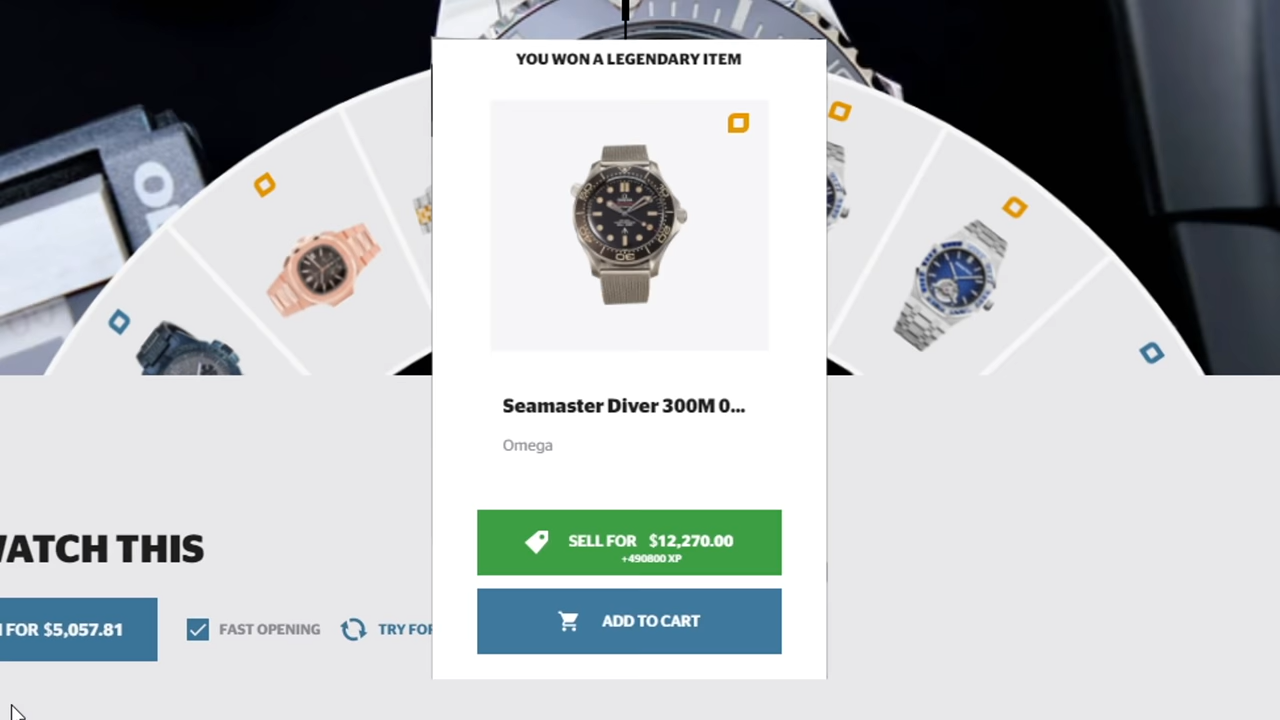 YOU WON A LEGENDARY ITEM
Seamaster Diver 300M 0...
Omega
SELL FOR $12,270.00
+490800 XP
ADD TO CART
WATCH THIS
FOR $5,057.81
FAST OPENING
TRY FOR